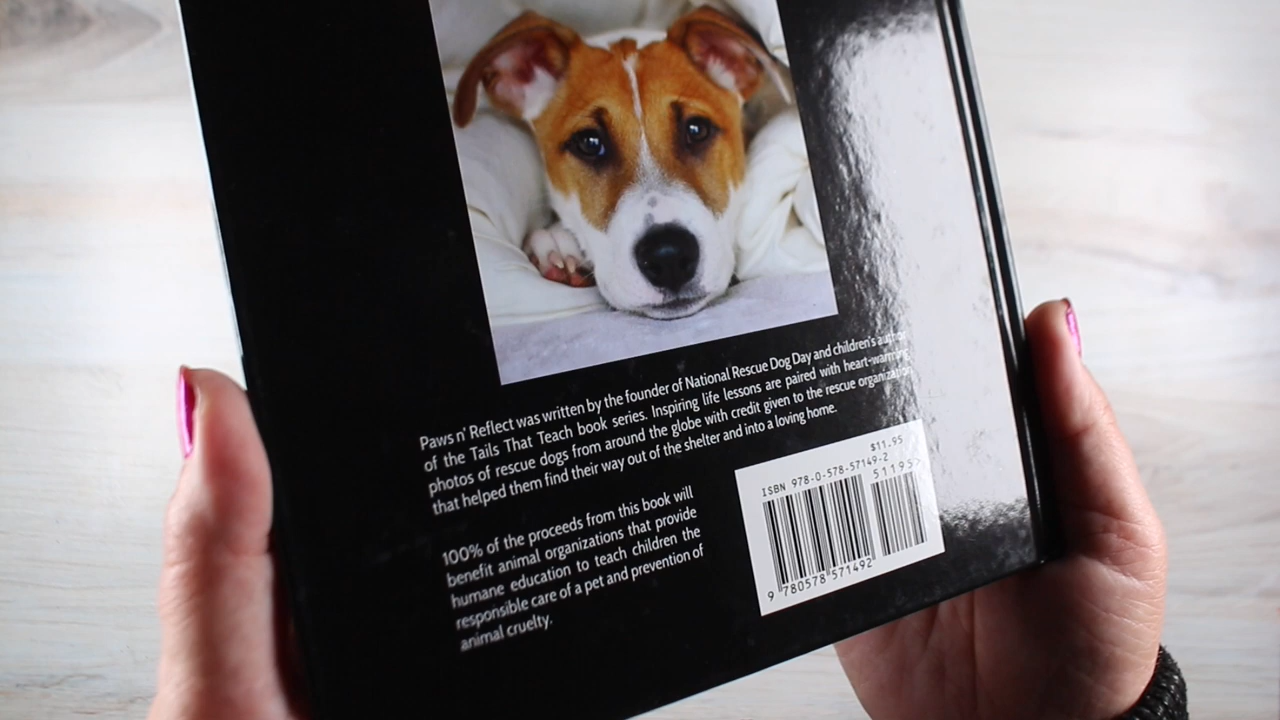 Paws n' Reflect was written by the founder of National Rescue Dog Day and children's author
of the Tails That Teach book series. Inspiring life lessons are paired with heart-warming
photos of rescue dogs from around the globe with credit given to the rescue organization
that helped them find their way out of the shelter and into a loving home.
100% of the proceeds from this book will
benefit animal organizations that provide
humane education to teach children the
responsible care of a pet and prevention of
animal cruelty.
$11.95
ISBN 978-0-578-57149-2
51195>
9 780578 571492